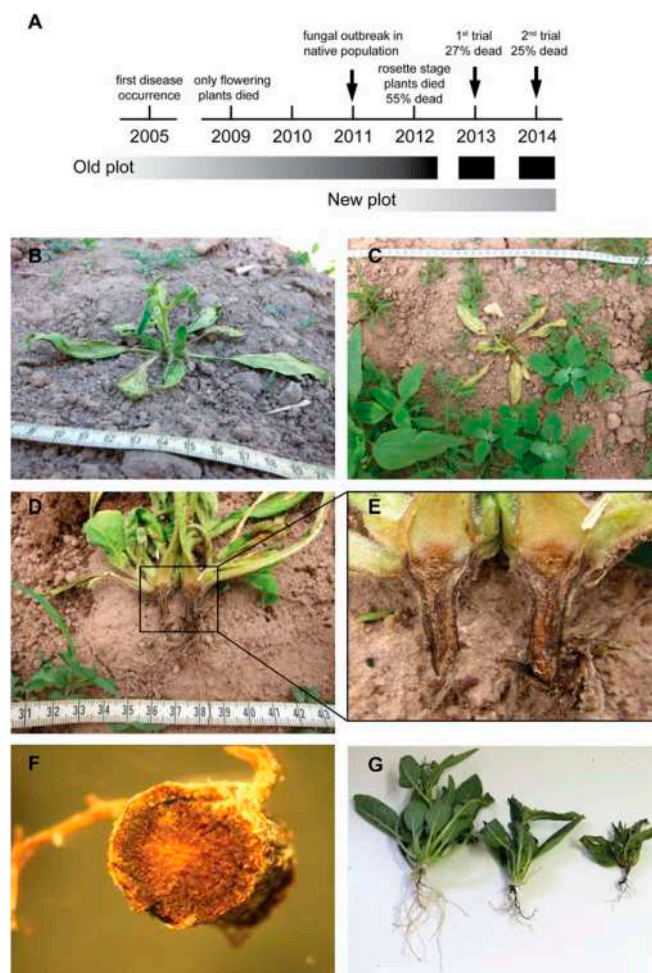 A
fungal outbreak in
native population
1st trial
27% dead
2nd trial
25% dead
first disease
occurrence
only flowering
plants died
rosette stage
plants died
55% dead
2005 2009 2010 2011 2012 2013 2014
Old plot
New plot
B
C
D
E
31 32 33 34 35 36 37 38 39 40 41 42 43
F
G